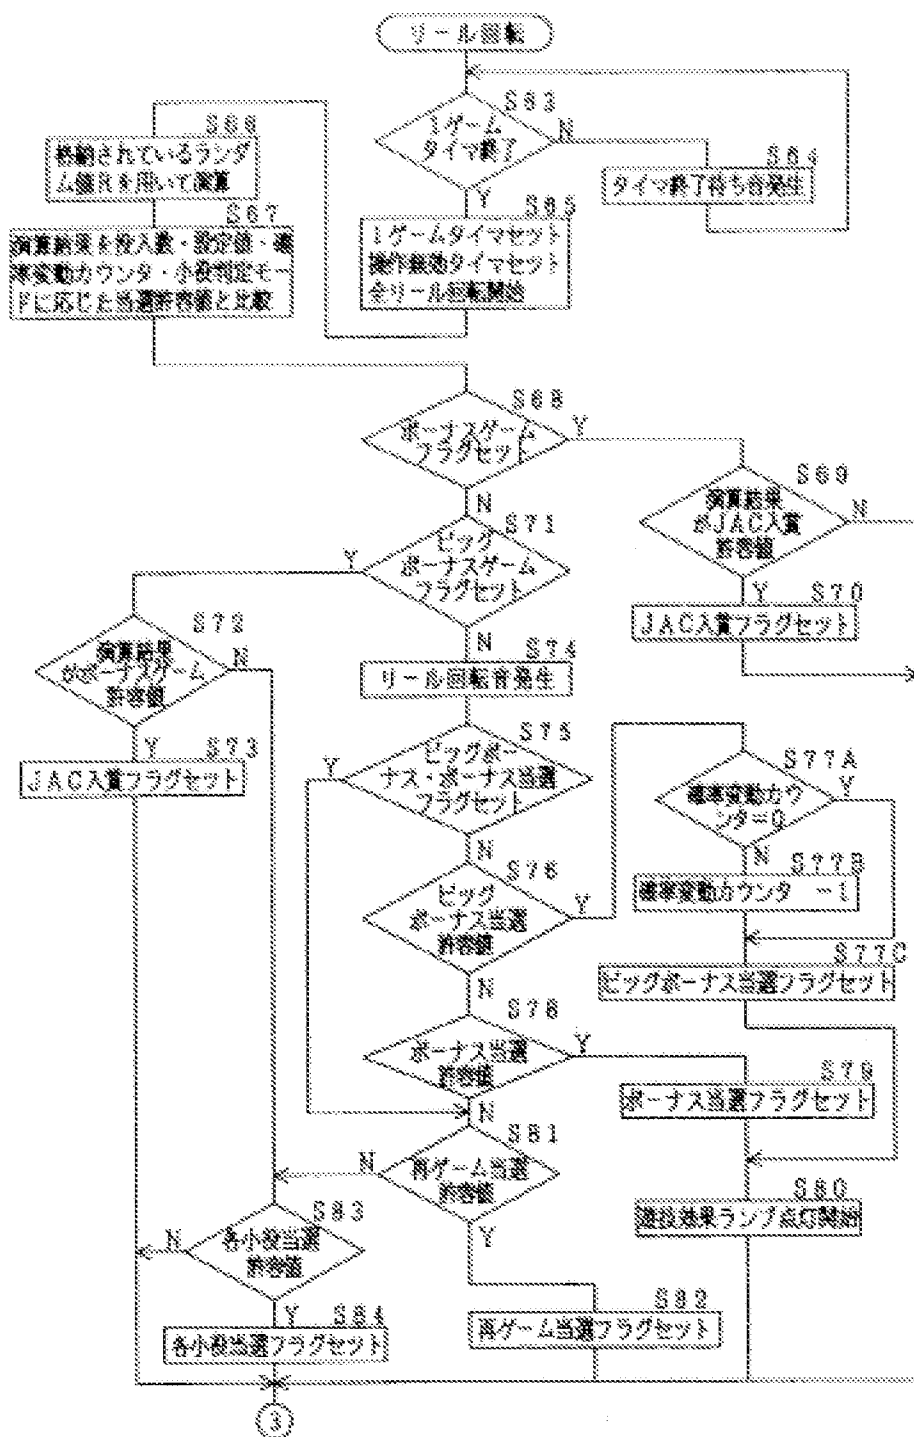 リール回転
S63
1ゲーム
タイマ終了
N
S64
タイマ終了待ち音発生
Y
S65
1ゲームタイマセット
操作無効タイマセット
全リール回転開始
S66
格納されているランダ
ム値Rを用いて演算
S67
演算結果を投入数・設定値・確
率変動カウンタ・小役判定モー
ドに応じた当選許容値と比較
S68
ボーナスゲーム
フラグセット
Y
N
S69
演算結果
がJAC入賞
許容値
N
Y
S70
JAC入賞フラグセット
S71
ビッグ
ボーナスゲーム
フラグセット
Y
N
S72
演算結果
がボーナスゲーム
許容値
N
Y
S73
JAC入賞フラグセット
S74
リール回転音発生
S75
ビッグボー
ナス・ボーナス当選
フラグセット
Y
N
S76
ビッグ
ボーナス当選
許容値
Y
N
S77A
確率変動カウ
ンタ=0
Y
N
S77B
確率変動カウンタ -1
S77C
ビッグボーナス当選フラグセット
S78
ボーナス当選
許容値
Y
N
S79
ボーナス当選フラグセット
S80
遊技効果ランプ点灯開始
S81
再ゲーム当選
許容値
N
Y
S82
再ゲーム当選フラグセット
S83
各小役当選
許容値
N
Y
S84
各小役当選フラグセット
3